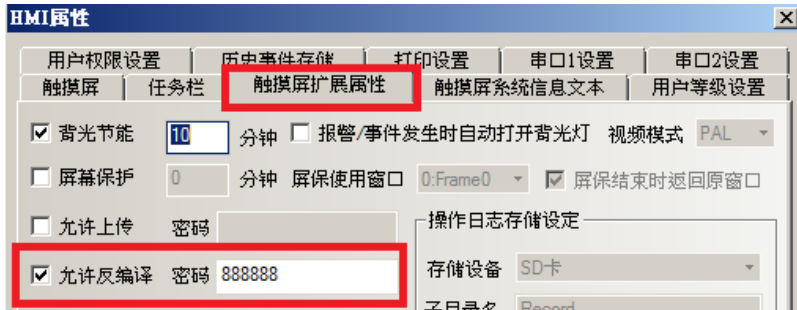 HMI属性
用户权限设置 历史事件存储 打印设置 串口1设置 串口2设置
触摸屏 任务栏 触摸屏扩展属性 触摸屏系统信息文本 用户等级设置
背光节能 10 分钟 报警/事件发生时自动打开背光灯 视频模式 PAL
屏幕保护 0 分钟 屏保使用窗口 0:Frame0 屏保结束时返回原窗口
允许上传 密码 操作日志存储设定
允许反编译 密码 888888 存储设备 SD卡
子目录名 Record